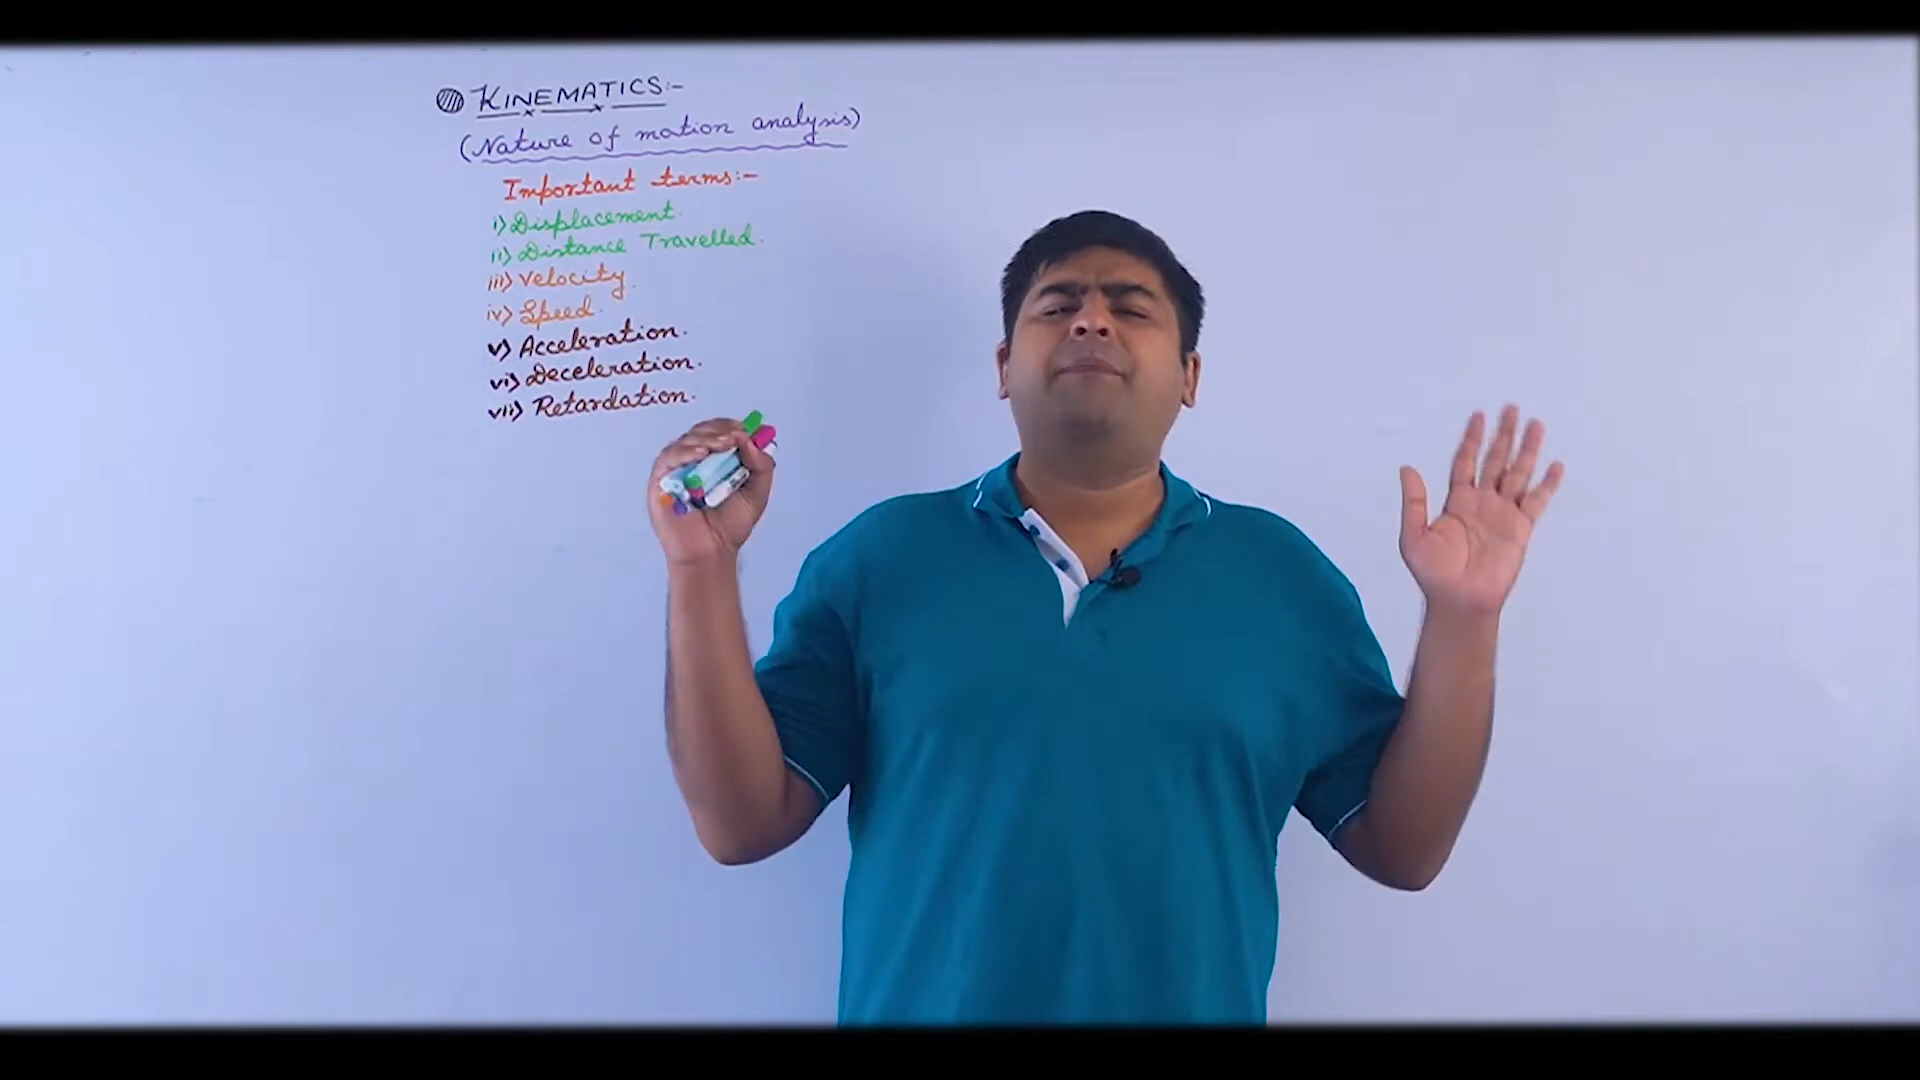 KINEMATICS:-
(Nature of motion analysis)
Important terms:-
i) Displacement.
ii) Distance Travelled.
iii) Velocity.
iv) Speed.
v) Acceleration.
vi) Deceleration.
vii) Retardation.